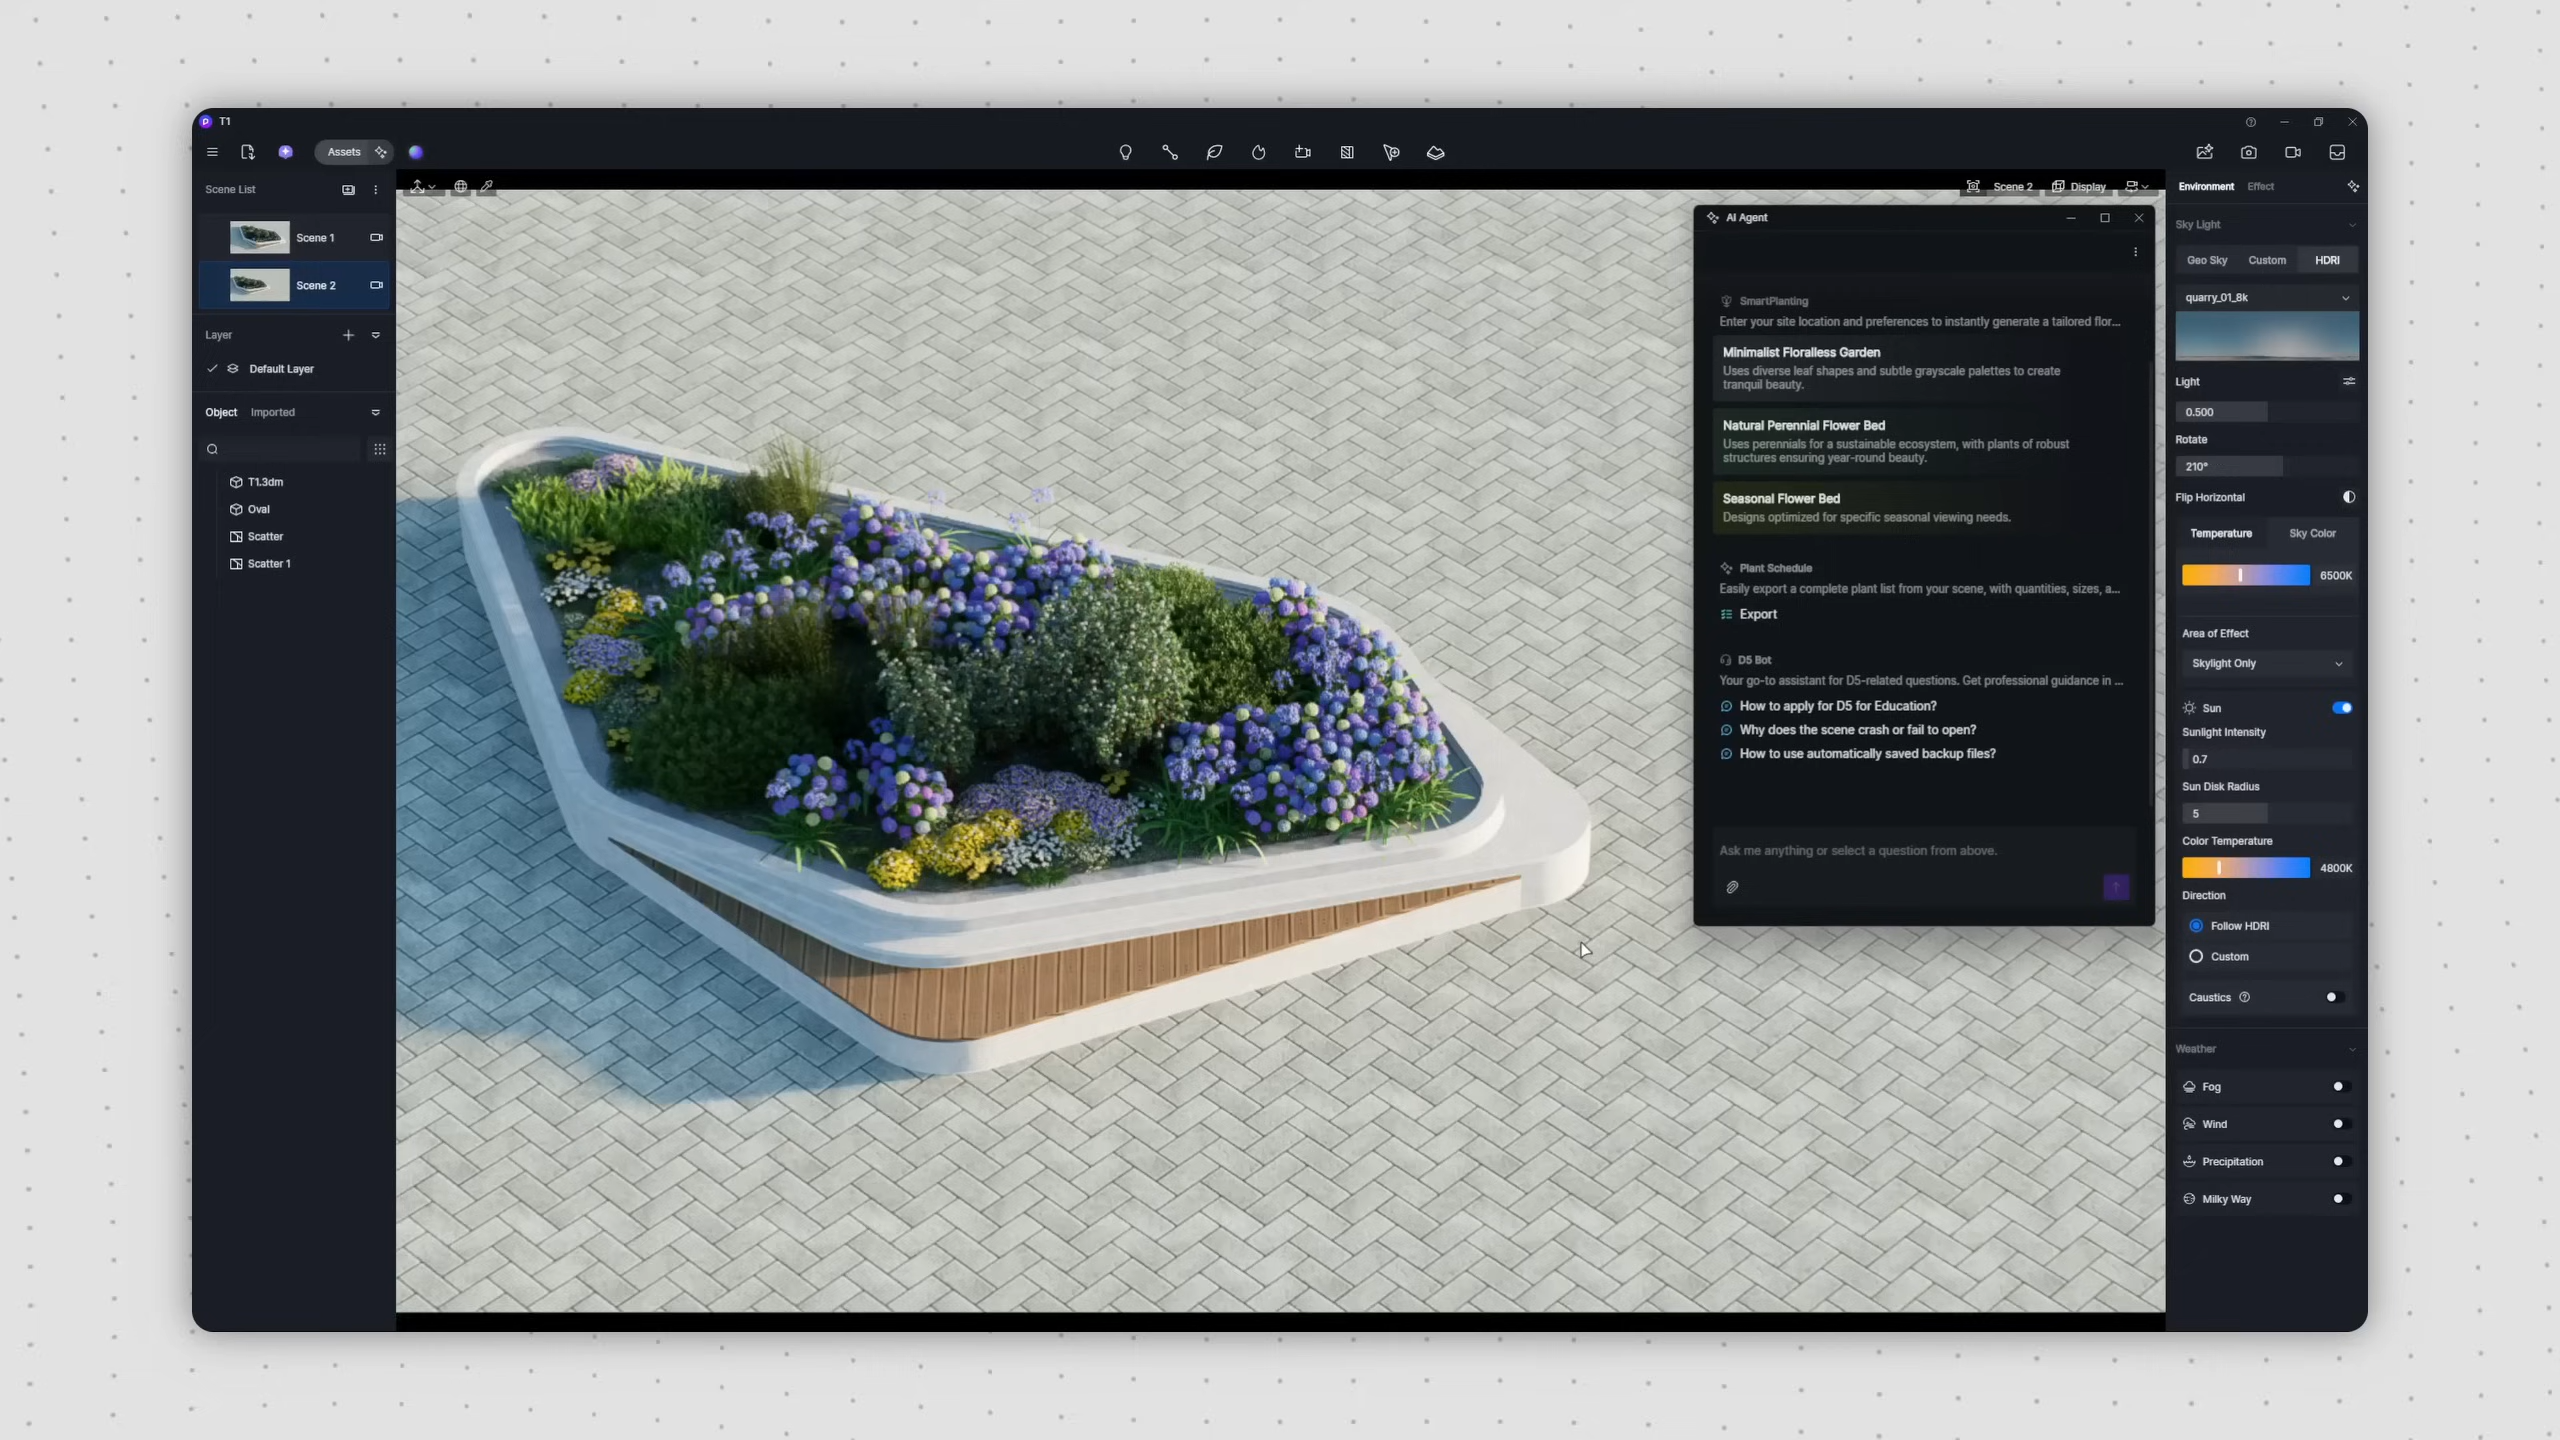 T1
Assets
Scene List
Scene 1
Scene 2
Layer
Default Layer
Object
Imported
T1.3dm
Oval
Scatter
Scatter 1
Scene 2
Display
AI Agent
SmartPlanting
Enter your site location and preferences to instantly generate a tailored flor...
Minimalist Floralless Garden
Uses diverse leaf shapes and subtle grayscale palettes to create
tranquil beauty.
Natural Perennial Flower Bed
Uses perennials for a sustainable ecosystem, with plants of robust
structures ensuring year-round beauty.
Seasonal Flower Bed
Designs optimized for specific seasonal viewing needs.
Plant Schedule
Easily export a complete plant list from your scene, with quantities, sizes, a...
Export
D5 Bot
Your go-to assistant for D5-related questions. Get professional guidance in ...
How to apply for D5 for Education?
Why does the scene crash or fail to open?
How to use automatically saved backup files?
Ask me anything or select a question from above.
Environment
Effect
Sky Light
Geo Sky
Custom
HDRI
quarry_01_8k
Light
0.500
Rotate
210°
Flip Horizontal
Temperature
Sky Color
6500K
Area of Effect
Skylight Only
Sun
Sunlight Intensity
0.7
Sun Disk Radius
5
Color Temperature
4800K
Direction
Follow HDRI
Custom
Caustics
Weather
Fog
Wind
Precipitation
Milky Way